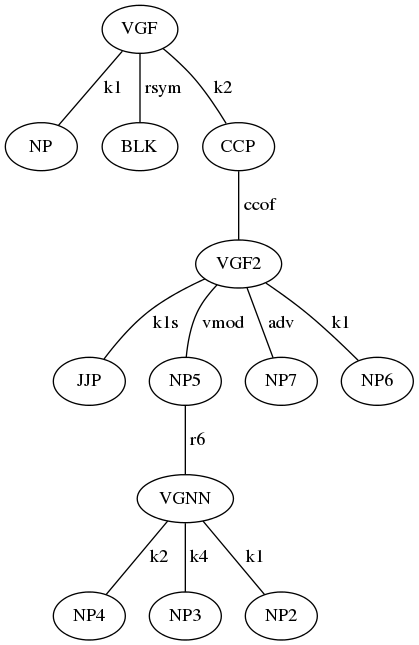 VGF
k1 rsym k2
NP BLK CCP
ccof
VGF2
k1s vmod adv k1
JJP NP5 NP7 NP6
r6
VGNN
k2 k4 k1
NP4 NP3 NP2